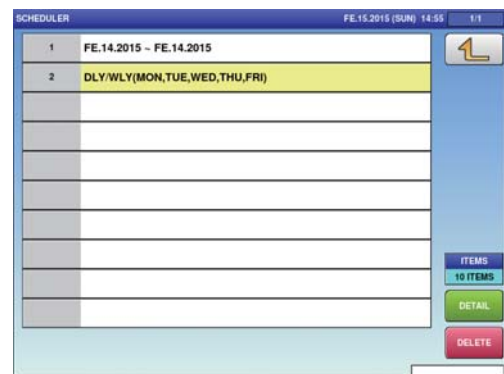 SCHEDULER FE.15.2015 (SUN) 14:55 1/1
1 FE.14.2015 ~ FE.14.2015
2 DLY/WLY(MON,TUE,WED,THU,FRI)
ITEMS
10 ITEMS
DETAIL
DELETE